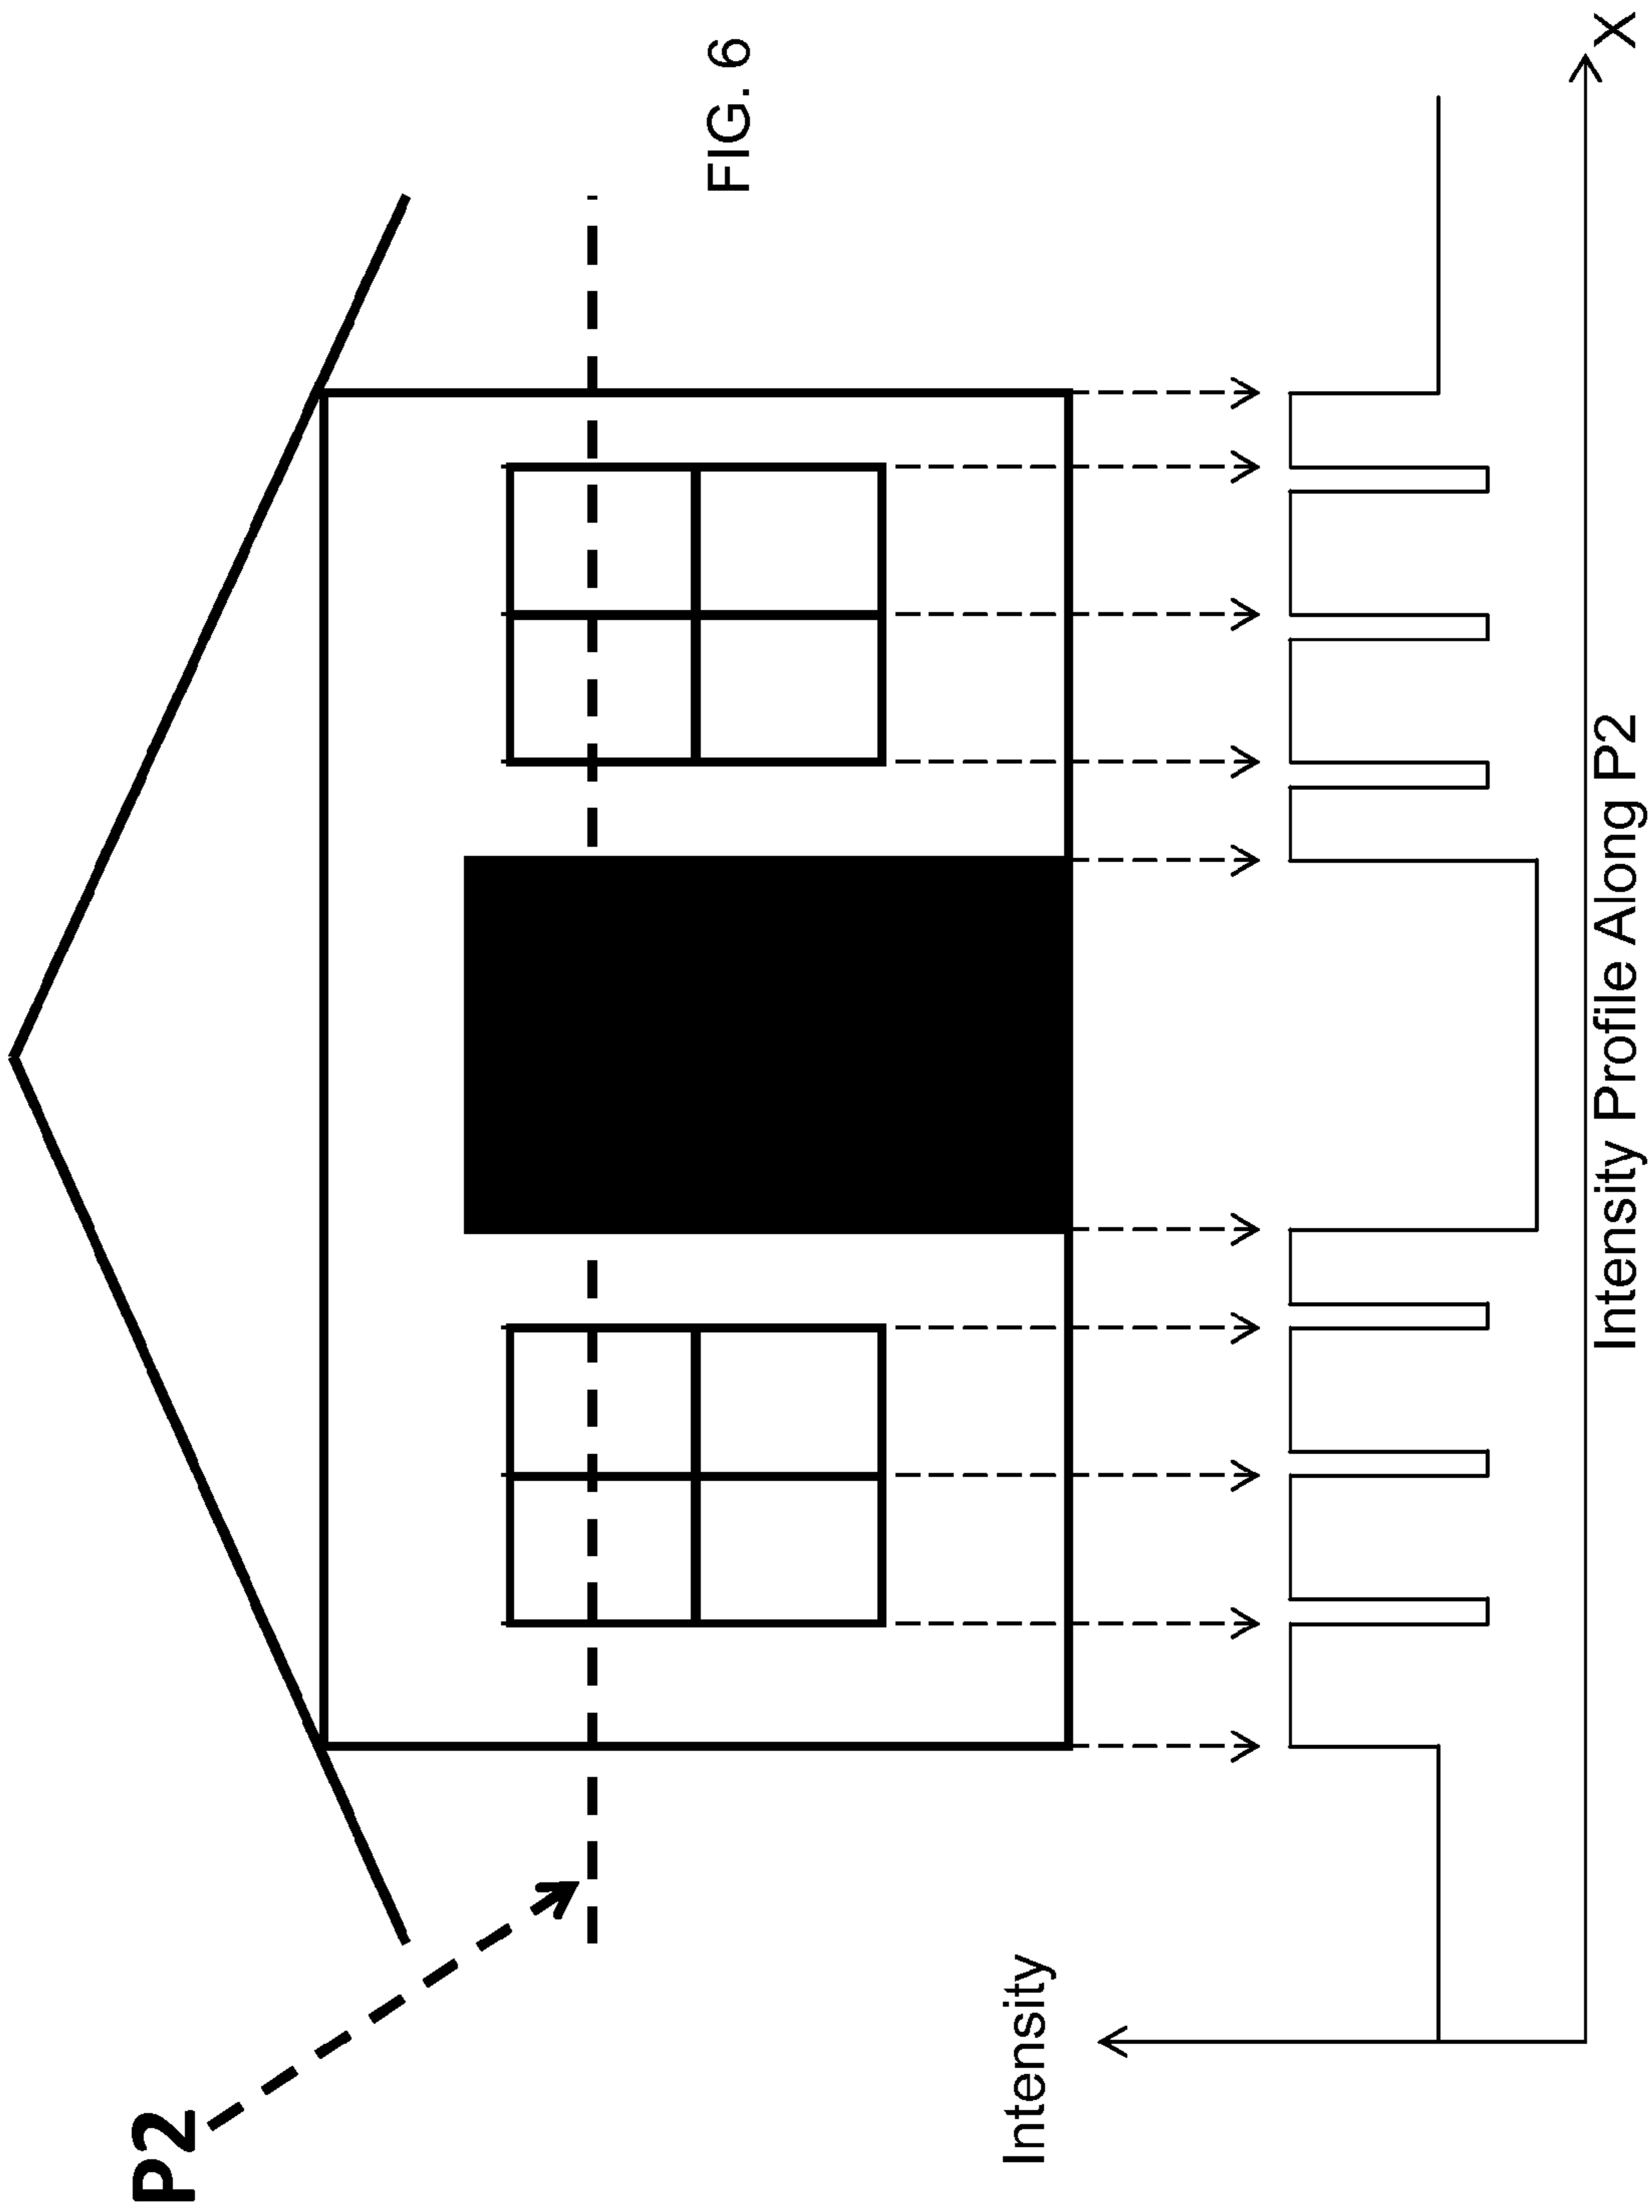 P2
FIG. 6
Intensity
X
Intensity Profile Along P2